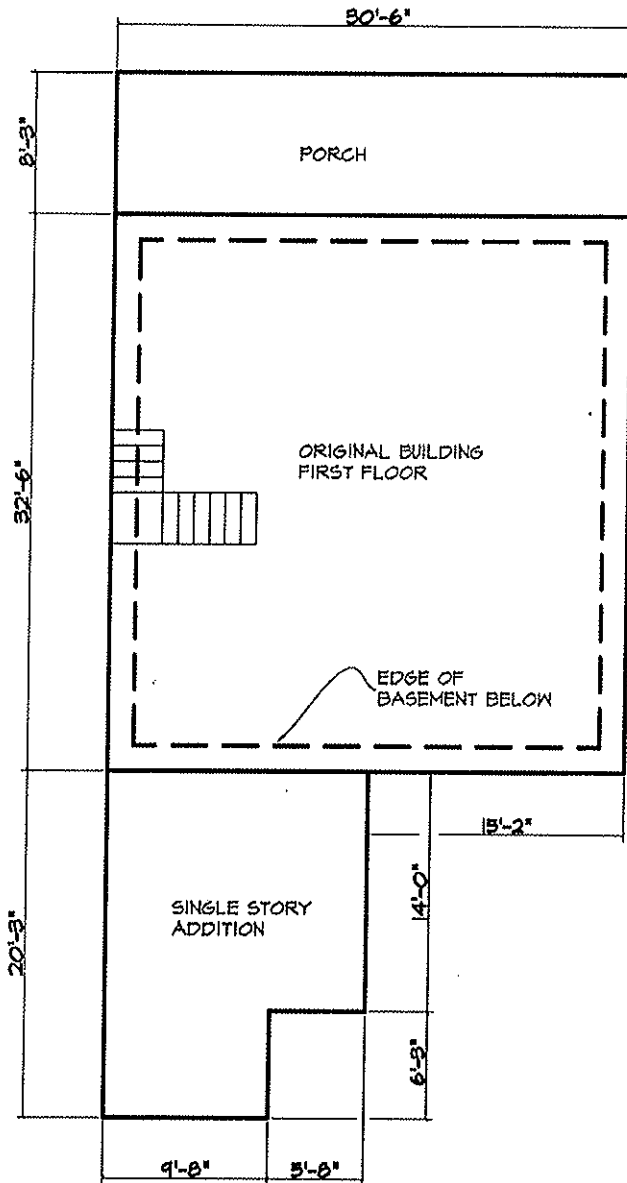 30'-6"
8'-3"
PORCH
32'-6"
ORIGINAL BUILDING
FIRST FLOOR
EDGE OF
BASEMENT BELOW
15'-2"
14'-0"
SINGLE STORY
ADDITION
20'-3"
6'-3"
9'-8"
5'-8"